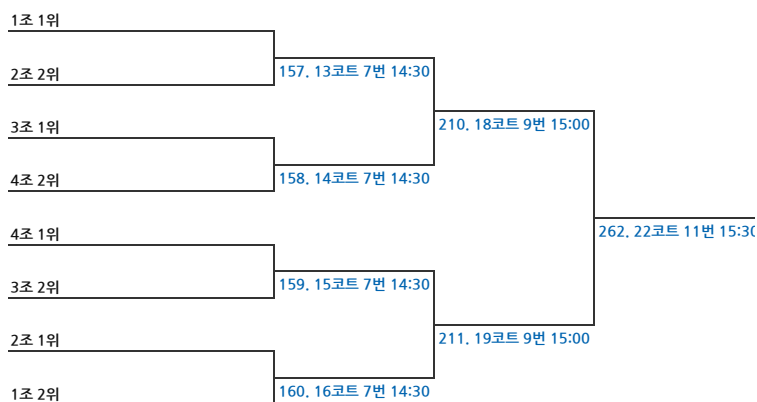 1조 1위
157. 13코트 7번 14:30
2조 2위
210. 18코트 9번 15:00
3조 1위
158. 14코트 7번 14:30
4조 2위
262. 22코트 11번 15:30
4조 1위
159. 15코트 7번 14:30
3조 2위
211. 19코트 9번 15:00
2조 1위
160. 16코트 7번 14:30
1조 2위